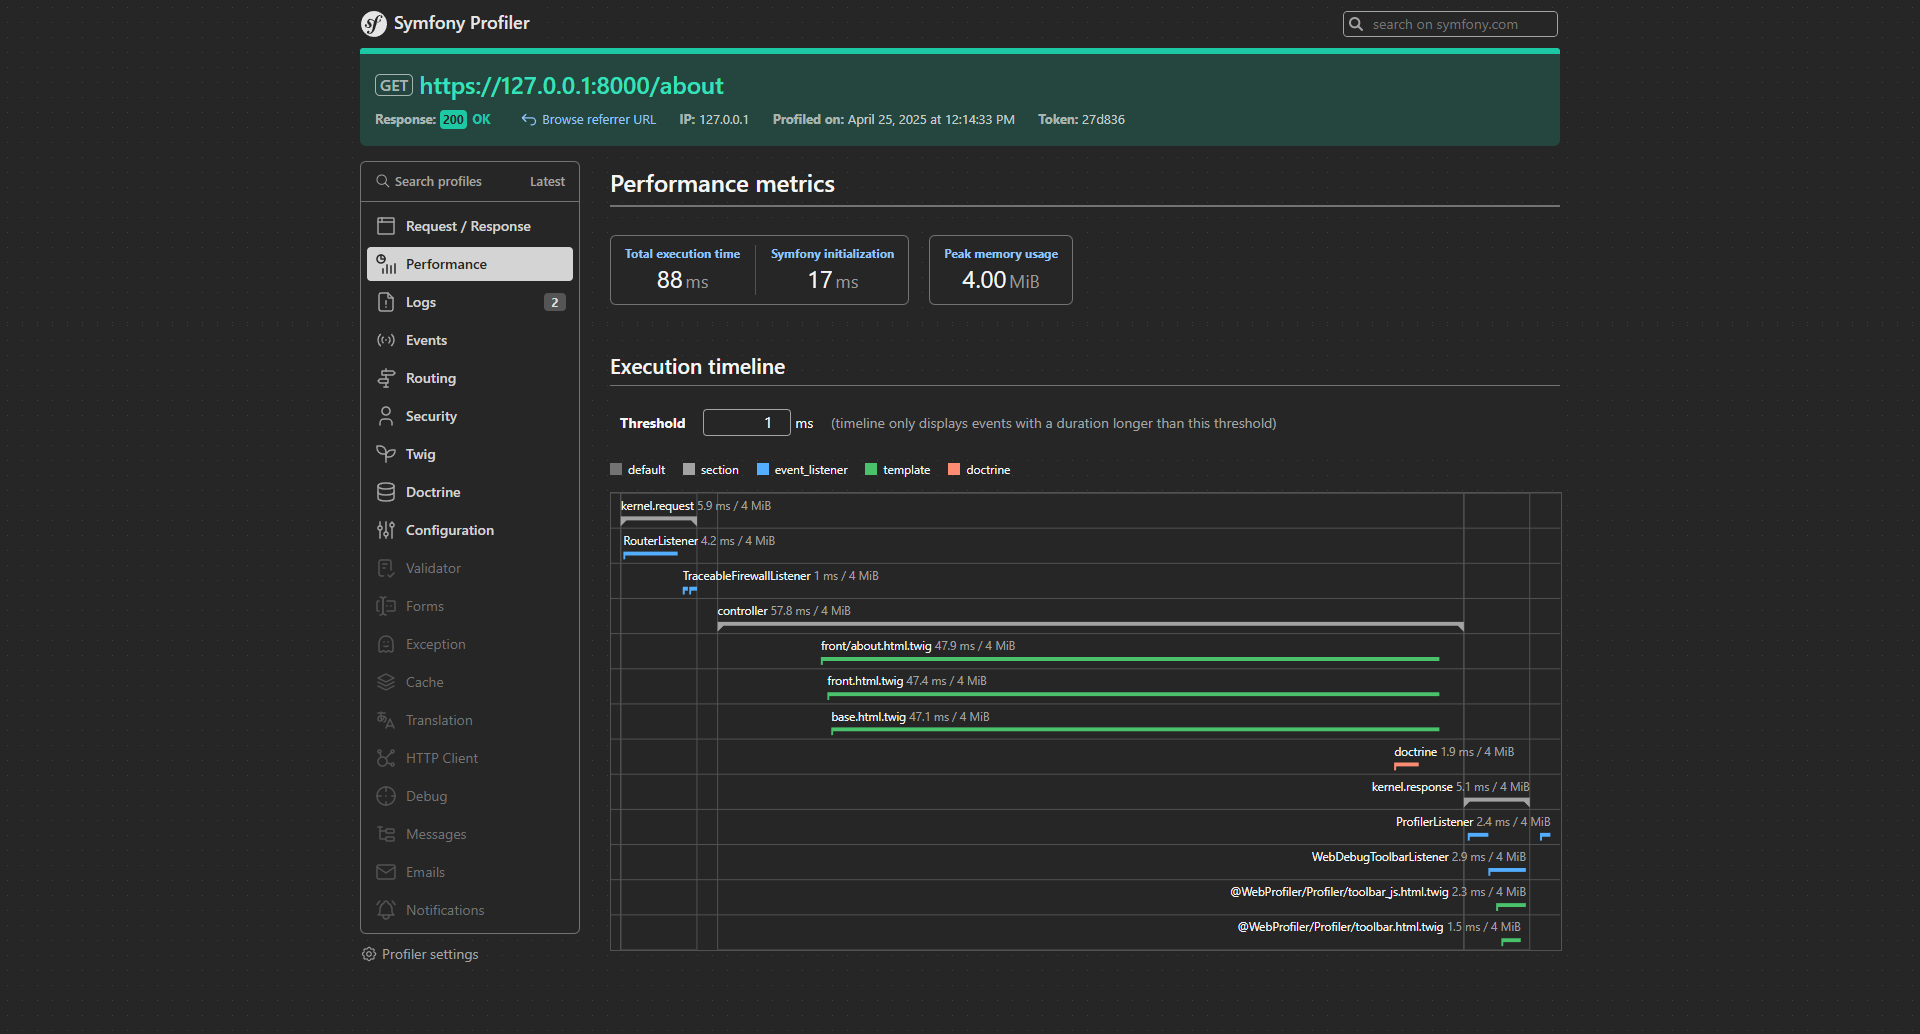 Symfony Profiler
search on symfony.com
GET https://127.0.0.1:8000/about
Response: 200 OK Browse referrer URL IP: 127.0.0.1 Profiled on: April 25, 2025 at 12:14:33 PM Token: 27d836
Search profiles Latest
Request / Response
Performance
Logs 2
Events
Routing
Security
Twig
Doctrine
Configuration
Validator
Forms
Exception
Cache
Translation
HTTP Client
Debug
Messages
Emails
Notifications
Profiler settings
Performance metrics
Total execution time
88 ms
Symfony initialization
17 ms
Peak memory usage
4.00 MiB
Execution timeline
Threshold 1 ms (timeline only displays events with a duration longer than this threshold)
default section event_listener template doctrine
kernel.request 5.9 ms / 4 MiB
RouterListener 4.2 ms / 4 MiB
TraceableFirewallListener 1 ms / 4 MiB
controller 57.8 ms / 4 MiB
front/about.html.twig 47.9 ms / 4 MiB
front.html.twig 47.4 ms / 4 MiB
base.html.twig 47.1 ms / 4 MiB
doctrine 1.9 ms / 4 MiB
kernel.response 5.1 ms / 4 MiB
ProfilerListener 2.4 ms / 4 MiB
WebDebugToolbarListener 2.9 ms / 4 MiB
@WebProfiler/Profiler/toolbar_js.html.twig 2.3 ms / 4 MiB
@WebProfiler/Profiler/toolbar.html.twig 1.5 ms / 4 MiB